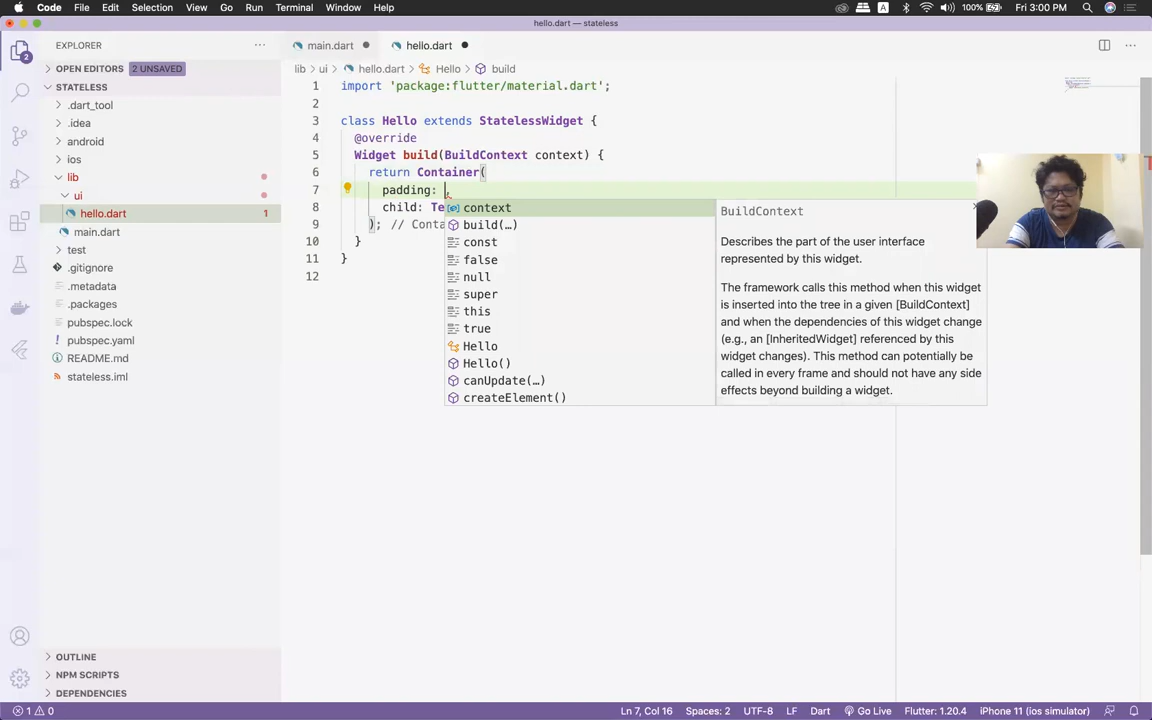 Code File Edit Selection View Go Run Terminal Window Help
A 100% Fri 3:00 PM
hello.dart — stateless
EXPLORER
main.dart
hello.dart
2
OPEN EDITORS 2 UNSAVED
lib › ui › hello.dart › Hello › build
STATELESS
.dart_tool
.idea
android
ios
lib
ui
hello.dart 1
main.dart
test
.gitignore
.metadata
.packages
pubspec.lock
! pubspec.yaml
README.md
stateless.iml
OUTLINE
NPM SCRIPTS
DEPENDENCIES
1 import 'package:flutter/material.dart';
2
3 class Hello extends StatelessWidget {
4 @override
5 Widget build(BuildContext context) {
6 return Container(
7 padding: ,
8 child: Te
9 ); // Conta
10 }
11 }
12
context
build(…)
const
false
null
super
this
true
Hello
Hello()
canUpdate(…)
createElement()
BuildContext
Describes the part of the user interface
represented by this widget.
The framework calls this method when this widget
is inserted into the tree in a given [BuildContext]
and when the dependencies of this widget change
(e.g., an [InheritedWidget] referenced by this
widget changes). This method can potentially be
called in every frame and should not have any side
effects beyond building a widget.
1 0
Ln 7, Col 16 Spaces: 2 UTF-8 LF Dart Go Live Flutter: 1.20.4 iPhone 11 (ios simulator)